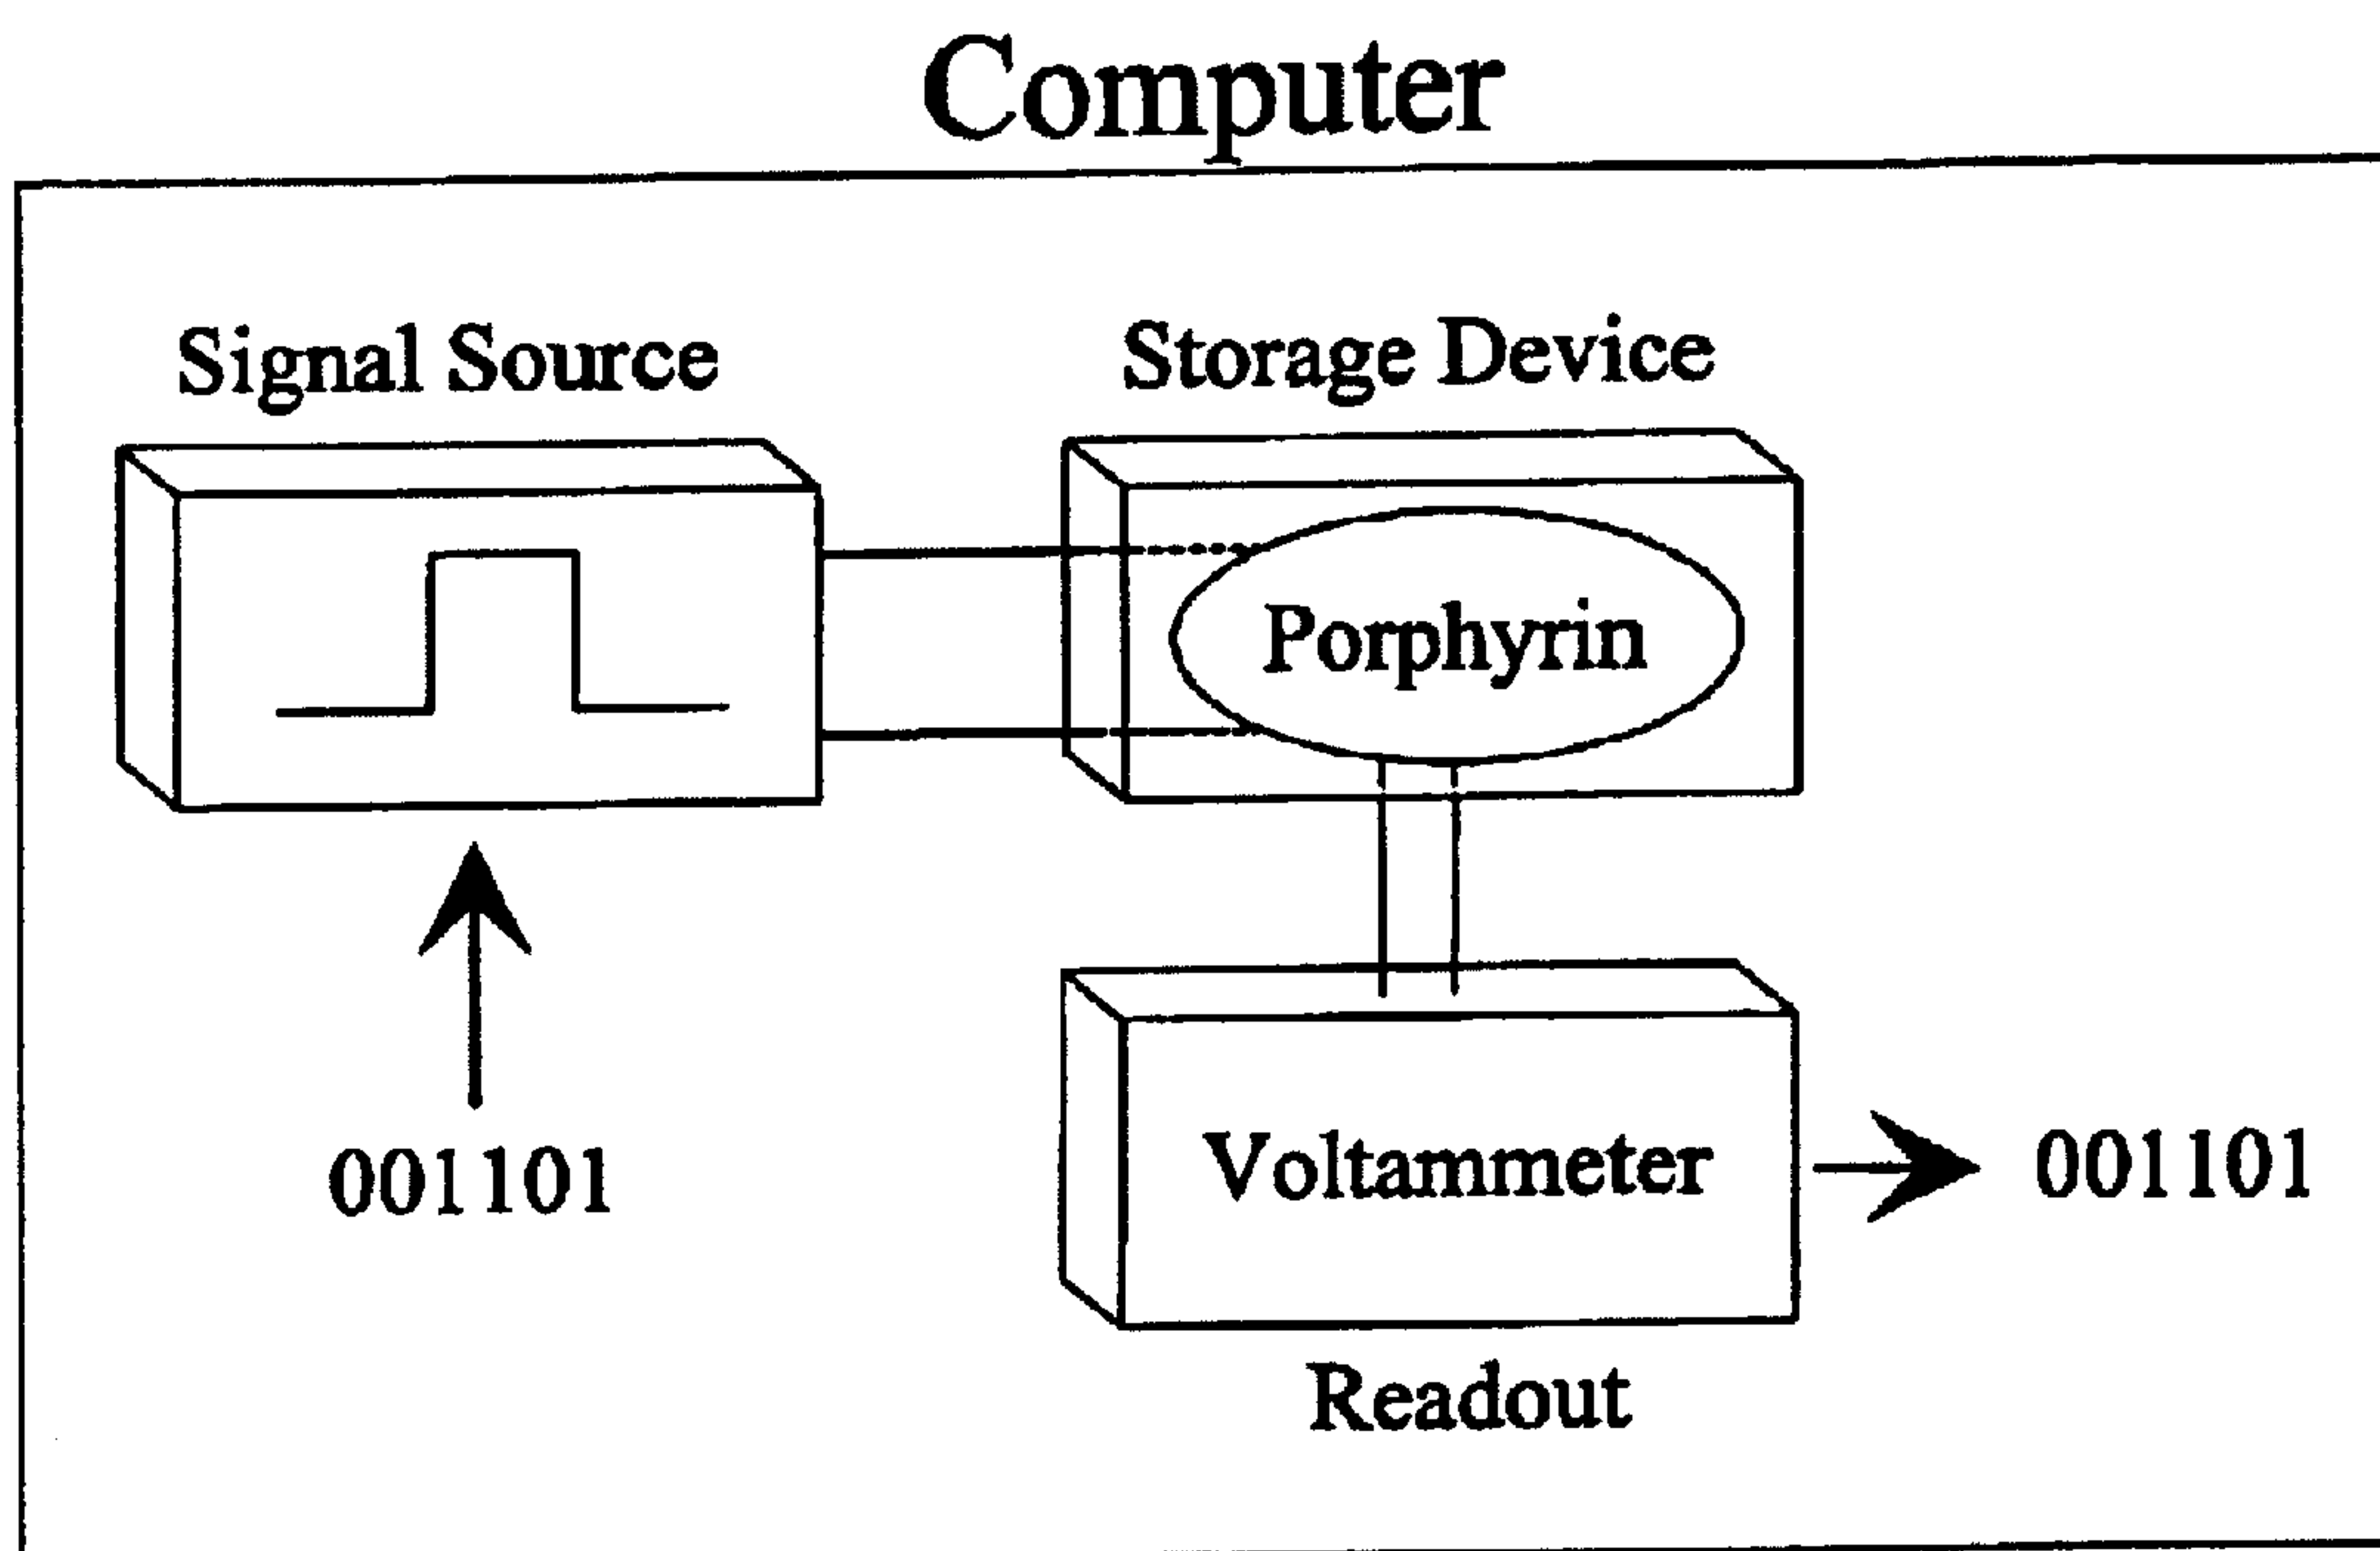 Computer
Signal Source
Storage Device
Porphyrin
001101
Voltammeter
001101
Readout